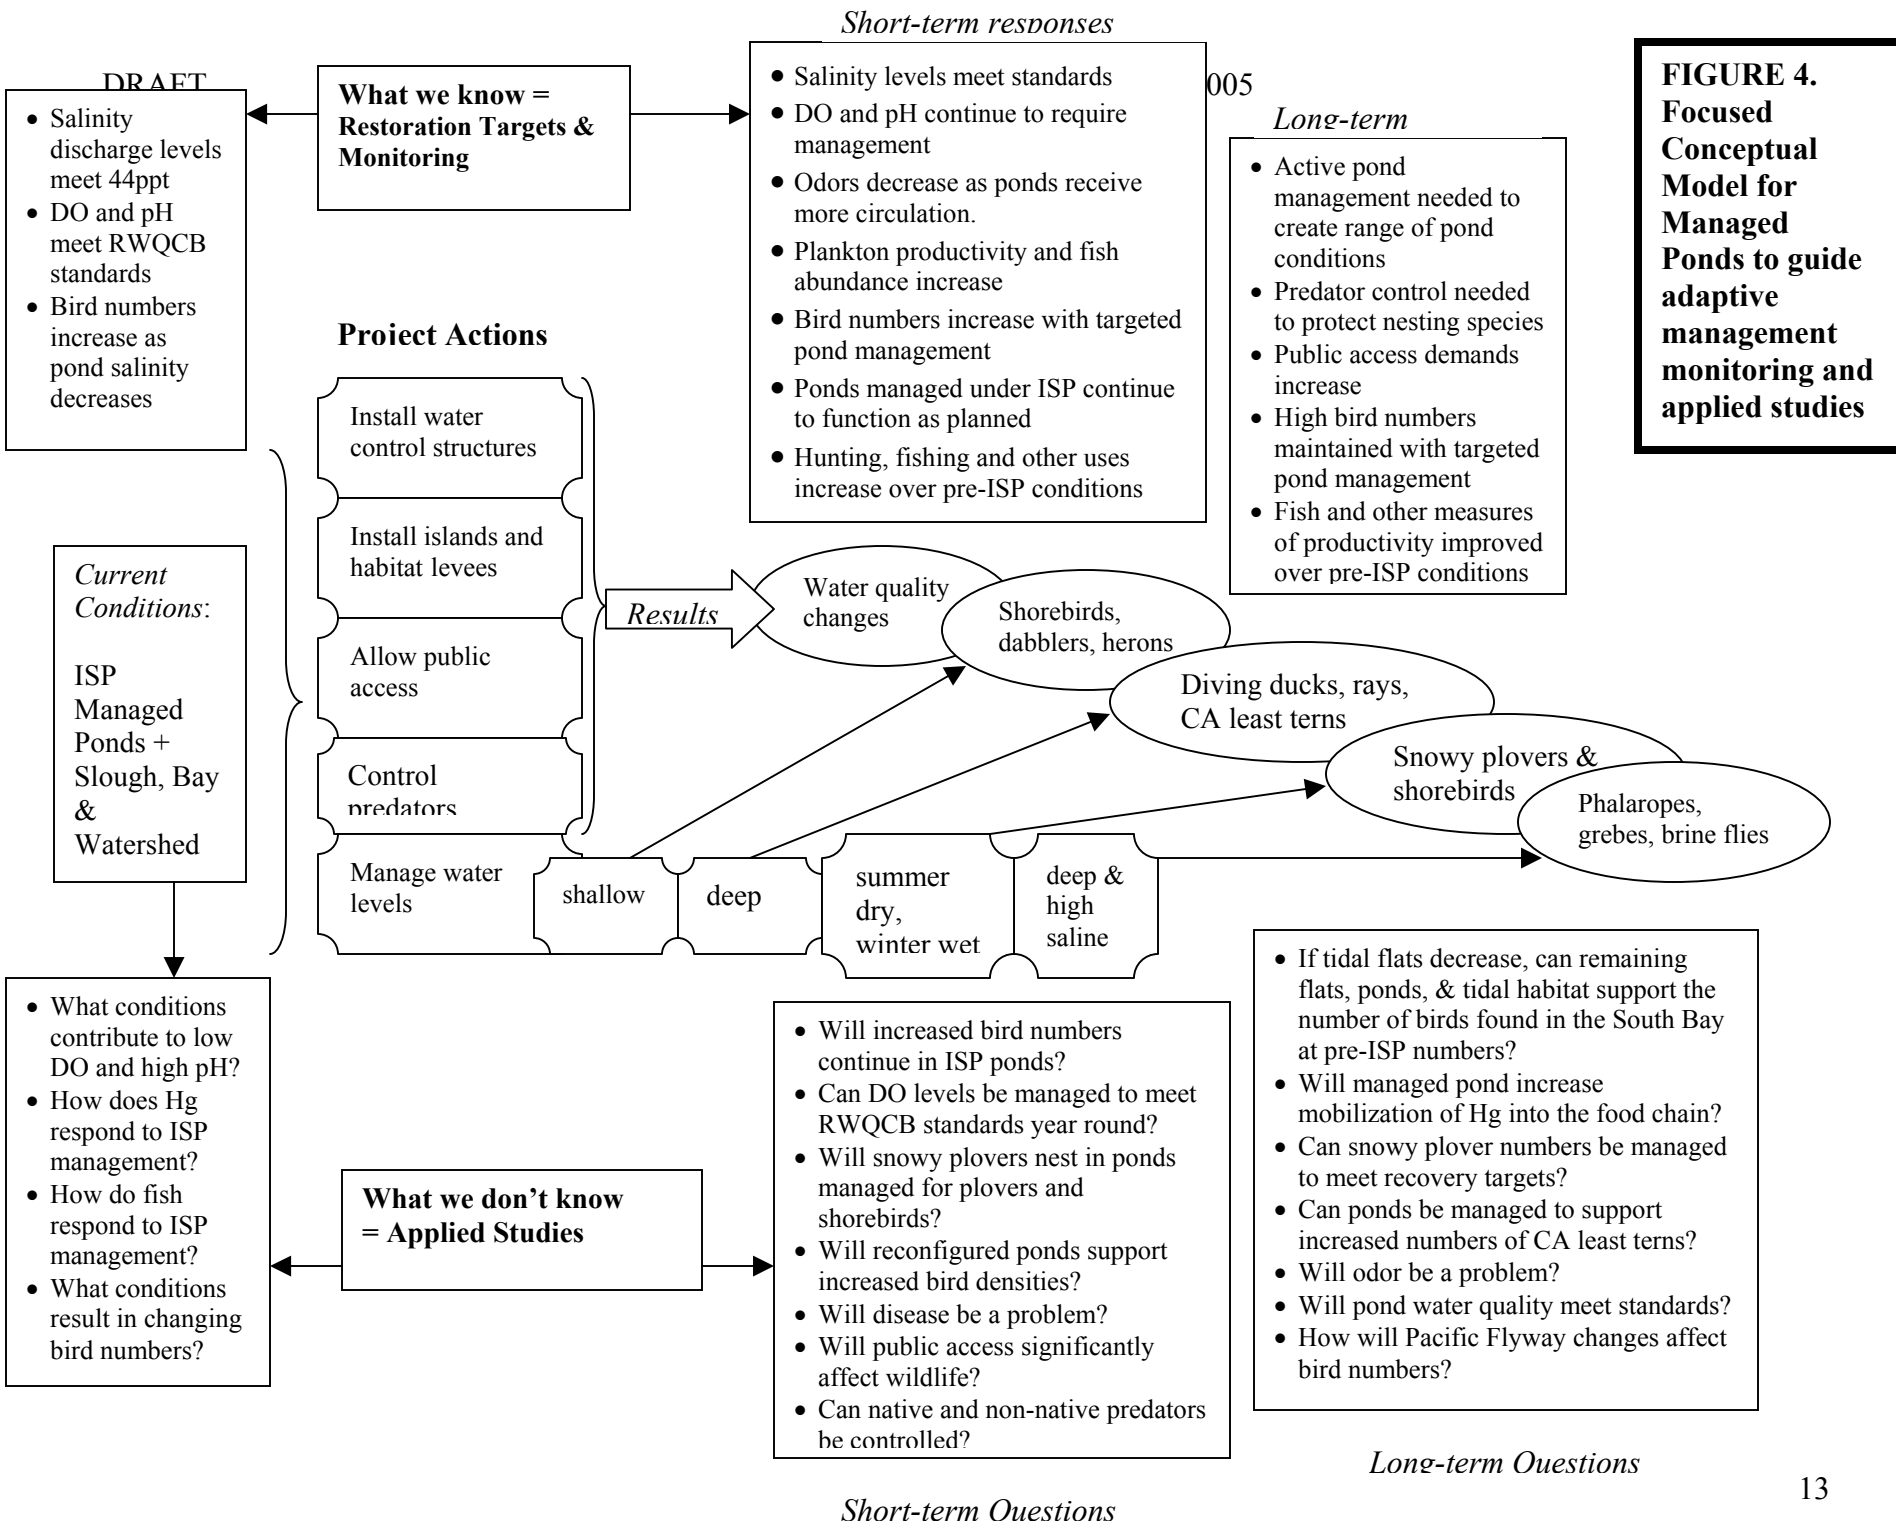 Short-term responses
DRAFT
005
FIGURE 4.
Focused
Conceptual
Model for
Managed
Ponds to guide
adaptive
management
monitoring and
applied studies
What we know =
Restoration Targets &
Monitoring
• Salinity
discharge levels
meet 44ppt
• DO and pH
meet RWQCB
standards
• Bird numbers
increase as
pond salinity
decreases
• Salinity levels meet standards
• DO and pH continue to require
management
• Odors decrease as ponds receive
more circulation.
• Plankton productivity and fish
abundance increase
• Bird numbers increase with targeted
pond management
• Ponds managed under ISP continue
to function as planned
• Hunting, fishing and other uses
increase over pre-ISP conditions
Long-term
• Active pond
management needed to
create range of pond
conditions
• Predator control needed
to protect nesting species
• Public access demands
increase
• High bird numbers
maintained with targeted
pond management
• Fish and other measures
of productivity improved
over pre-ISP conditions
Project Actions
Install water
control structures
Install islands and
habitat levees
Allow public
access
Control
predators
Manage water
levels
shallow
deep
summer
dry,
winter wet
deep &
high
saline
Current
Conditions:
ISP
Managed
Ponds +
Slough, Bay
&
Watershed
Results
Water quality
changes
Shorebirds,
dabblers, herons
Diving ducks, rays,
CA least terns
Snowy plovers &
shorebirds
Phalaropes,
grebes, brine flies
• What conditions
contribute to low
DO and high pH?
• How does Hg
respond to ISP
management?
• How do fish
respond to ISP
management?
• What conditions
result in changing
bird numbers?
What we don't know
= Applied Studies
• Will increased bird numbers
continue in ISP ponds?
• Can DO levels be managed to meet
RWQCB standards year round?
• Will snowy plovers nest in ponds
managed for plovers and
shorebirds?
• Will reconfigured ponds support
increased bird densities?
• Will disease be a problem?
• Will public access significantly
affect wildlife?
• Can native and non-native predators
be controlled?
Short-term Questions
• If tidal flats decrease, can remaining
flats, ponds, & tidal habitat support the
number of birds found in the South Bay
at pre-ISP numbers?
• Will managed pond increase
mobilization of Hg into the food chain?
• Can snowy plover numbers be managed
to meet recovery targets?
• Can ponds be managed to support
increased numbers of CA least terns?
• Will odor be a problem?
• Will pond water quality meet standards?
• How will Pacific Flyway changes affect
bird numbers?
Long-term Questions
13